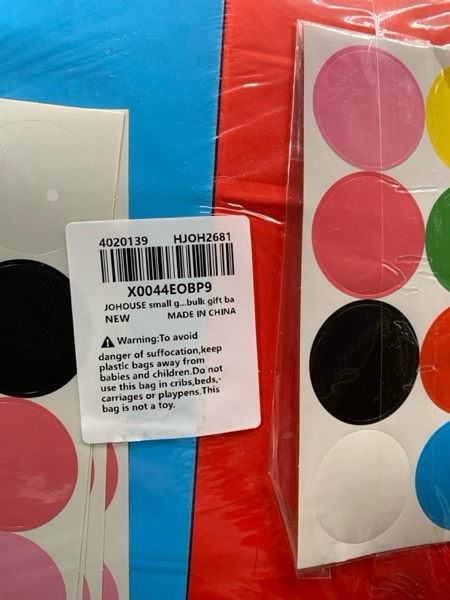 4020139 HJOH2681
X0044EOBP9
JOHOUSE small g...bulk gift ba
NEW MADE IN CHINA
Warning:To avoid
danger of suffocation,keep
plastic bags away from
babies and children.Do not
use this bag in cribs,beds,-
carriages or playpens.This
bag is not a toy.